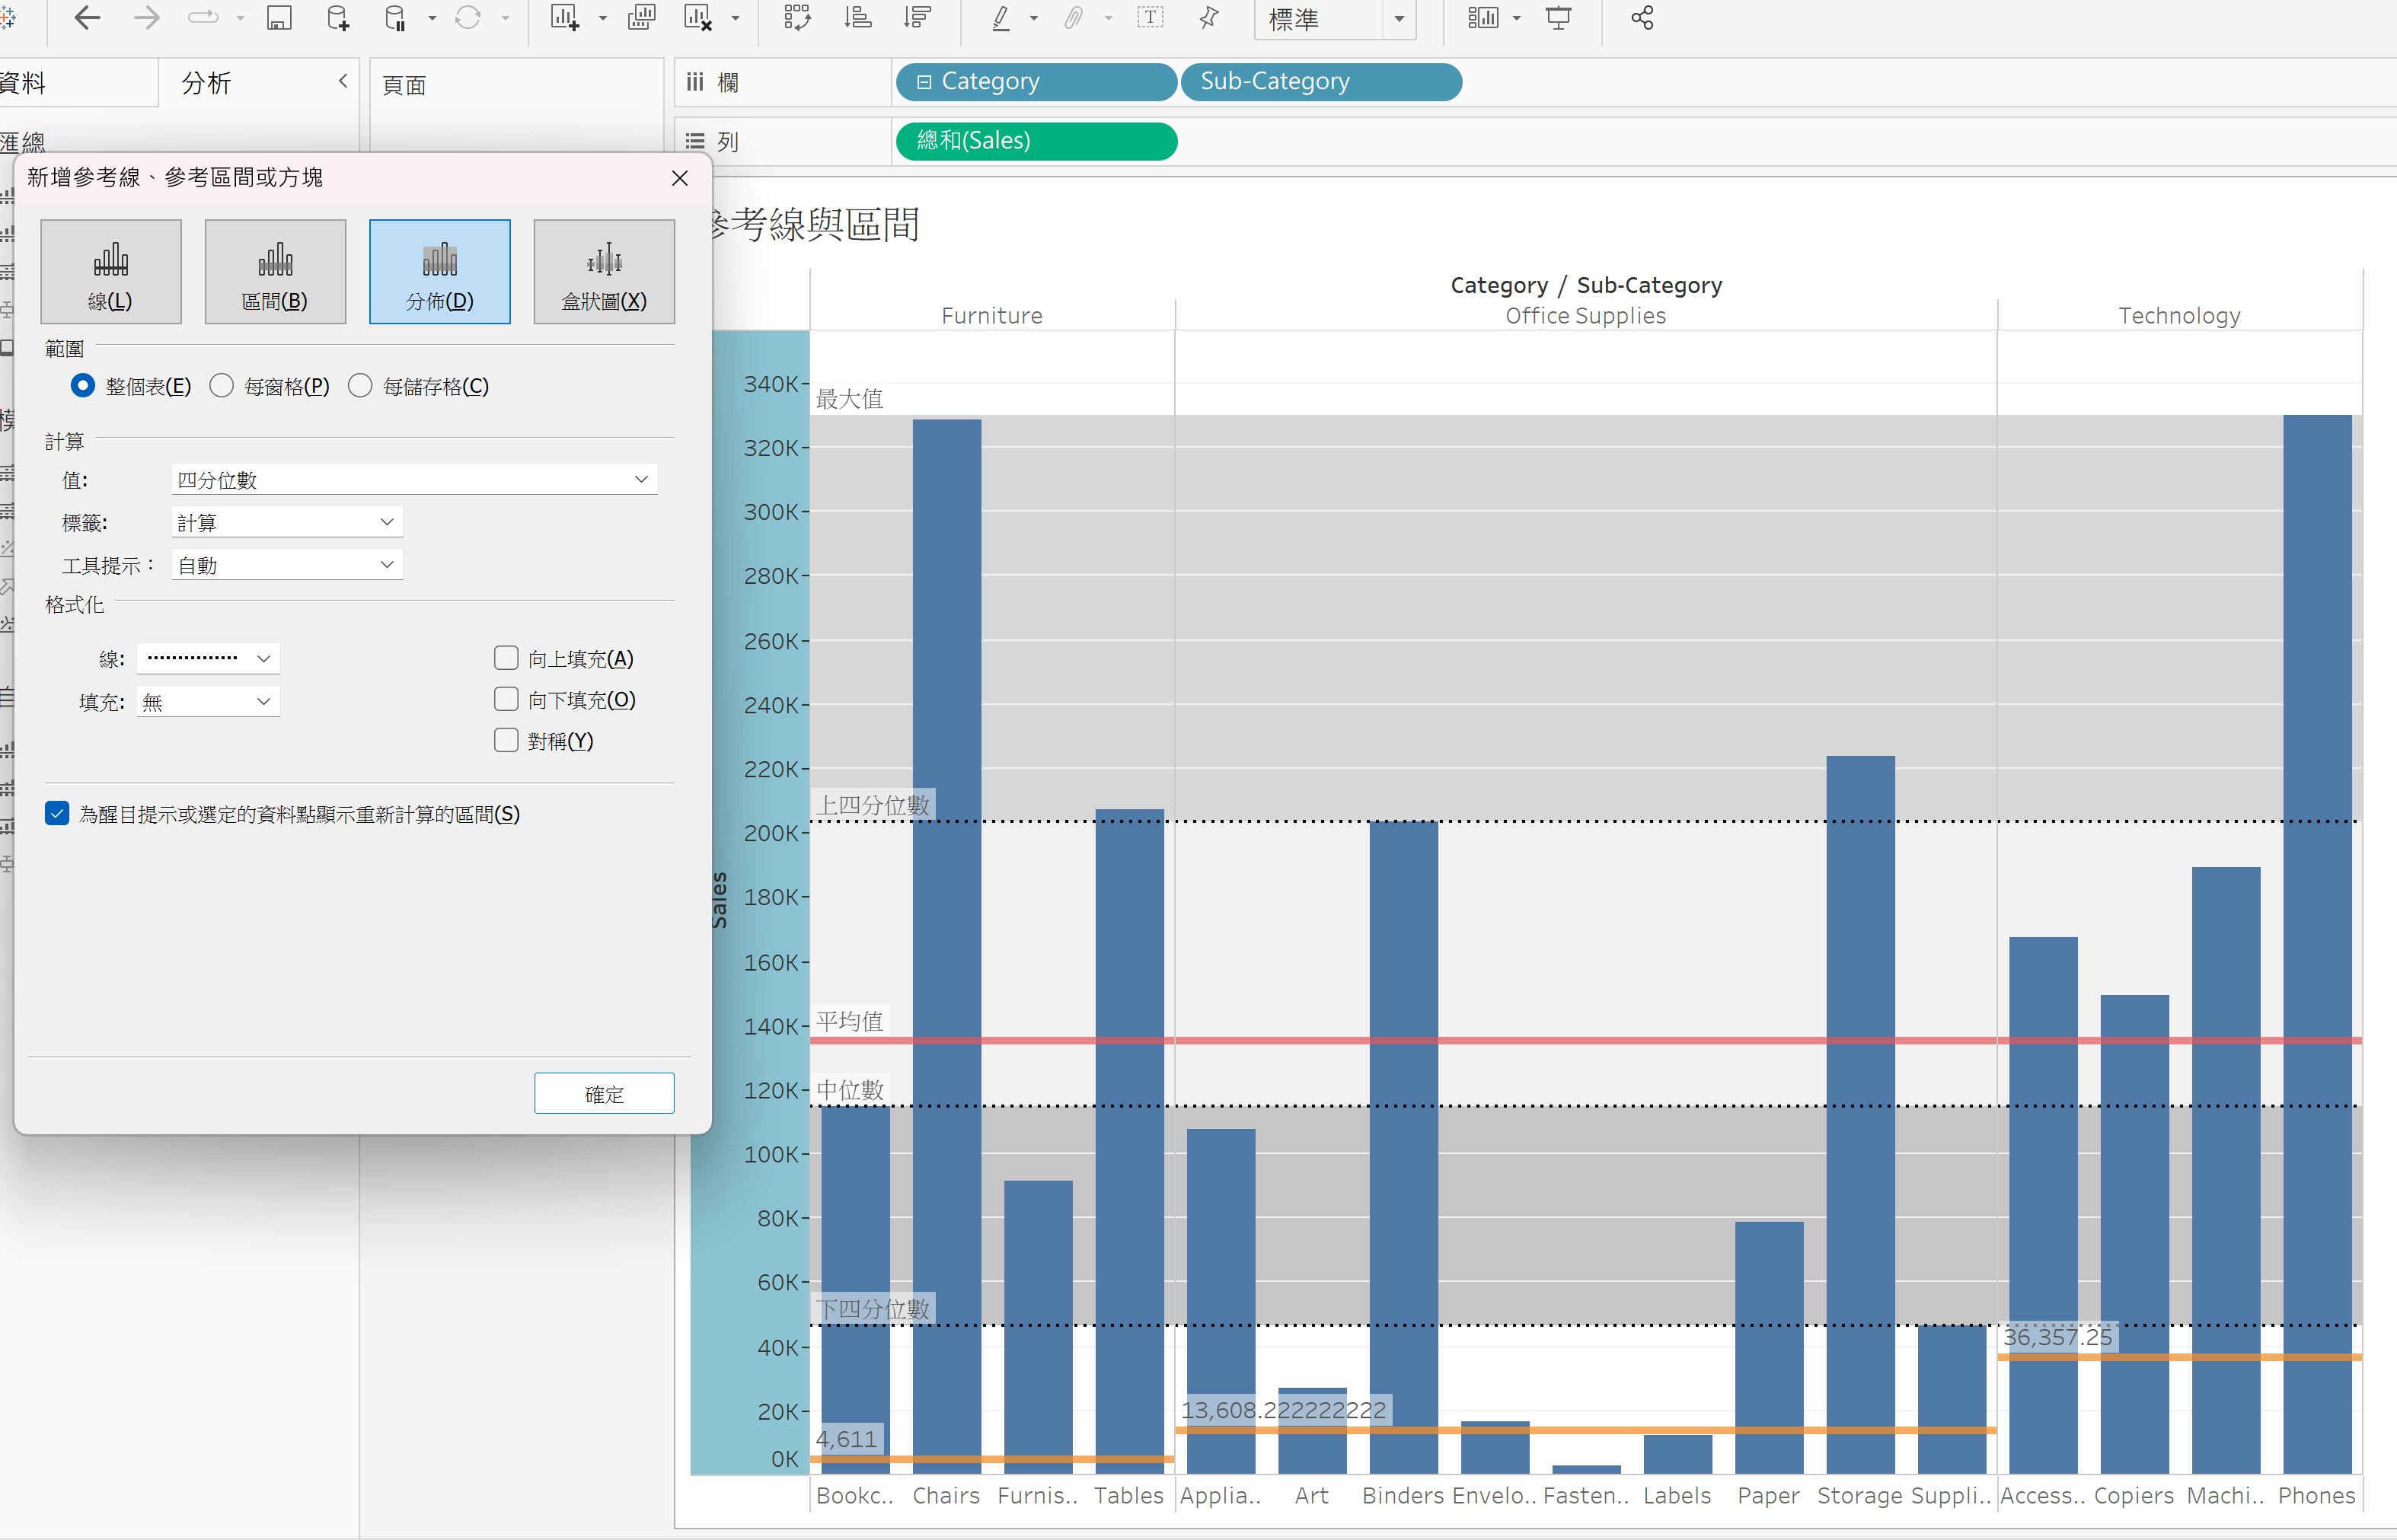 標準
資料
分析
頁面
欄
Category
Sub-Category
匯總
列
總和(Sales)
新增參考線、參考區間或方塊
線(L)
區間(B)
分佈(D)
盒狀圖(X)
範圍
整個表(E)
每窗格(P)
每儲存格(C)
計算
值:
四分位數
標籤:
計算
工具提示：
自動
格式化
線:
向上填充(A)
填充:
無
向下填充(O)
對稱(Y)
為醒目提示或選定的資料點顯示重新計算的區間(S)
確定
參考線與區間
Category / Sub-Category
Furniture
Office Supplies
Technology
340K
最大值
320K
300K
280K
260K
240K
220K
上四分位數
200K
Sales
180K
160K
140K
平均值
120K
中位數
100K
80K
60K
下四分位數
40K
36,357.25
20K
13,608.222222222
4,611
0K
Bookc..
Chairs
Furnis..
Tables
Applia..
Art
Binders
Envelo..
Fasten..
Labels
Paper
Storage
Suppli..
Access..
Copiers
Machi..
Phones